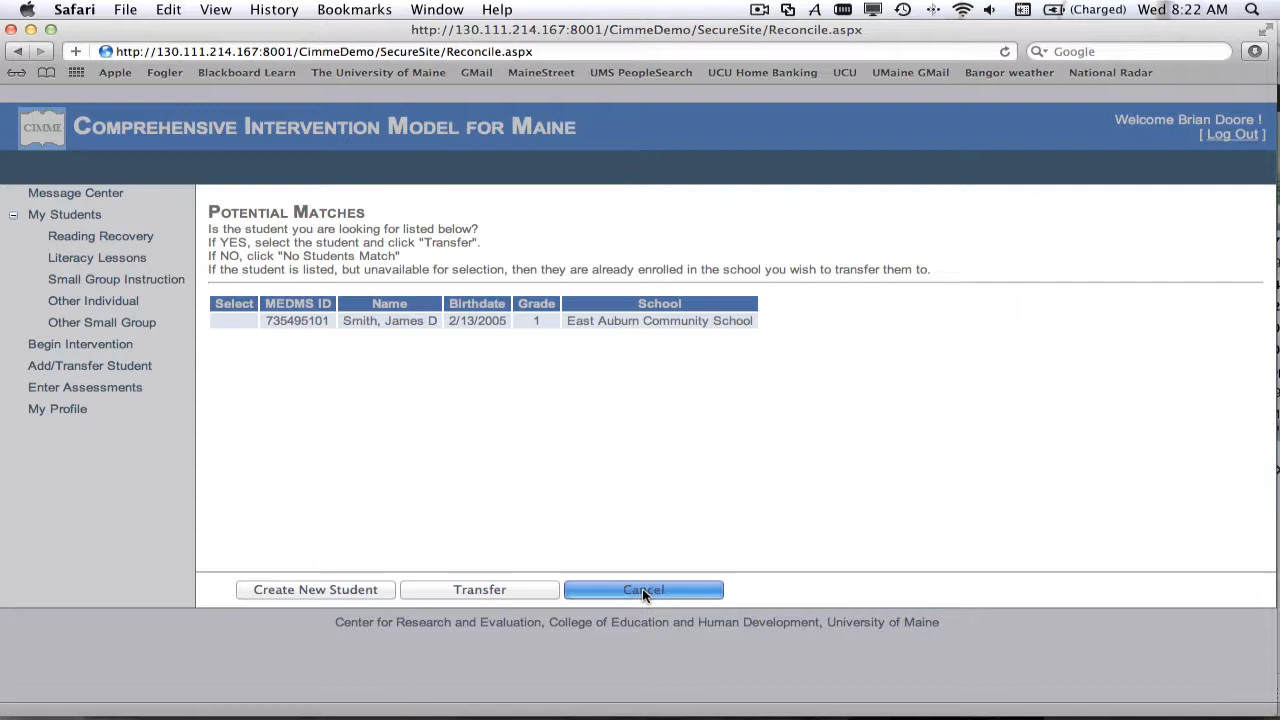 Safari File Edit View History Bookmarks Window Help (Charged) Wed 8:22 AM
http://130.111.214.167:8001/CimmeDemo/SecureSite/Reconcile.aspx
http://130.111.214.167:8001/CimmeDemo/SecureSite/Reconcile.aspx Google
Apple Fogler Blackboard Learn The University of Maine GMail MaineStreet UMS PeopleSearch UCU Home Banking UCU UMaine GMail Bangor weather National Radar
CIMME Comprehensive Intervention Model for Maine
Welcome Brian Doore !
[ Log Out ]
Message Center
My Students
Reading Recovery
Literacy Lessons
Small Group Instruction
Other Individual
Other Small Group
Begin Intervention
Add/Transfer Student
Enter Assessments
My Profile
Potential Matches
Is the student you are looking for listed below?
If YES, select the student and click "Transfer".
If NO, click "No Students Match"
If the student is listed, but unavailable for selection, then they are already enrolled in the school you wish to transfer them to.
Select MEDMS ID Name Birthdate Grade School
735495101 Smith, James D 2/13/2005 1 East Auburn Community School
Create New Student Transfer Cancel
Center for Research and Evaluation, College of Education and Human Development, University of Maine